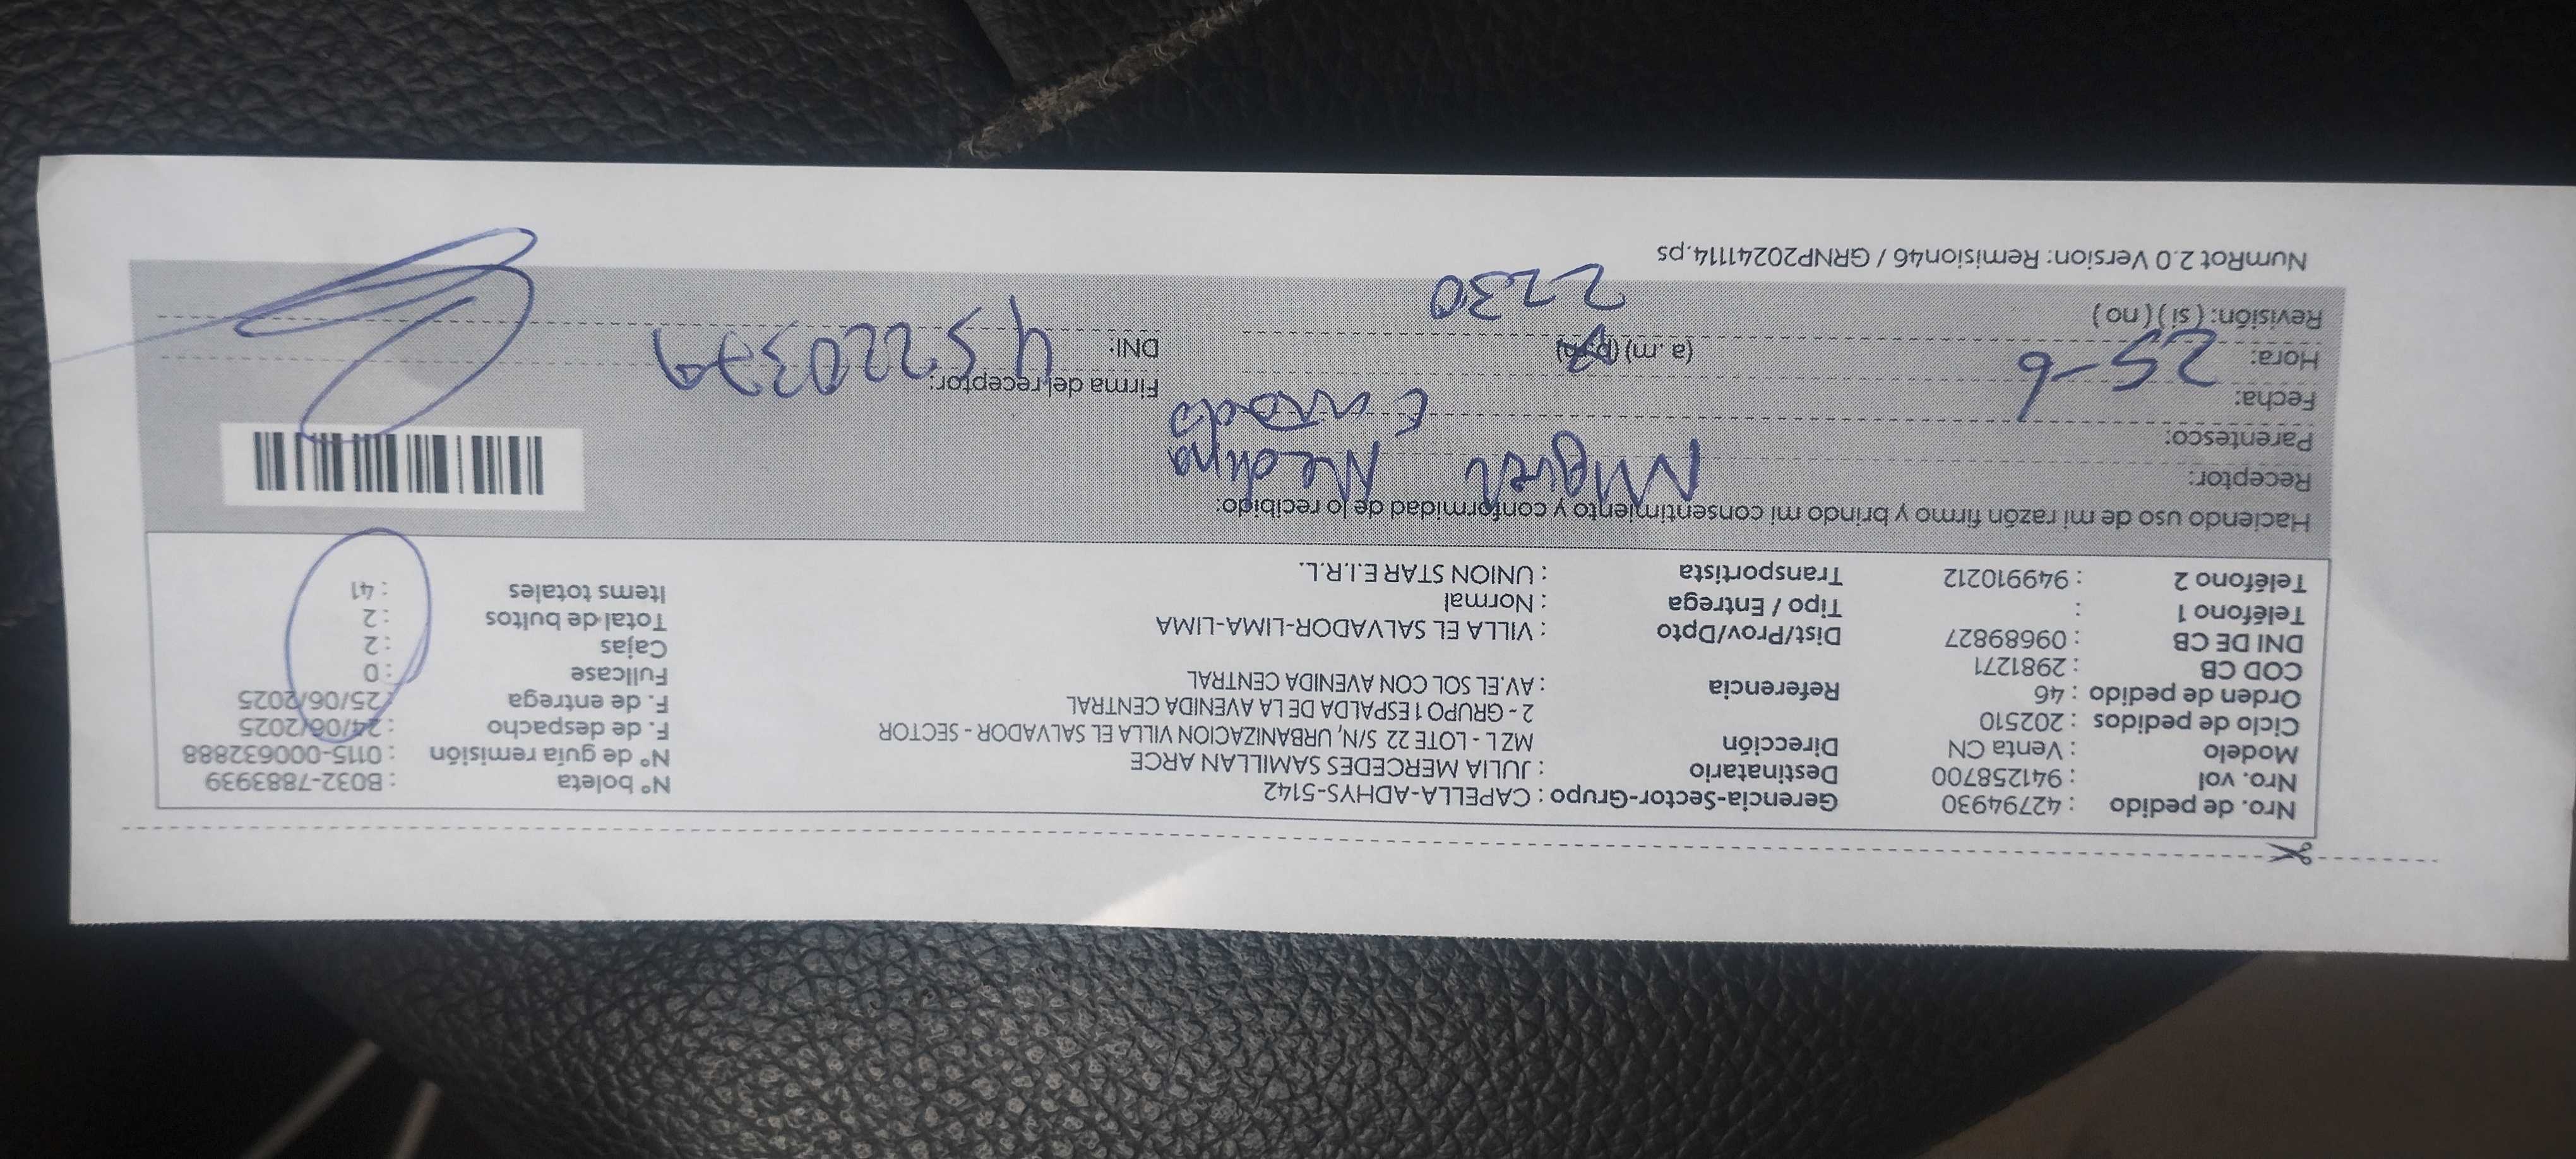 Nro. de pedido : 42794930 Gerencia-Sector-Grupo : CAPELLA-ADHYS-5142 N° boleta : B032-7883939
Nro. vol : 941258700 Destinatario : JULIA MERCEDES SAMILLAN ARCE N° de guía remisión : 0115-0000632888
Modelo : Venta CN Dirección MZ L - LOTE 22 S/N, URBANIZACION VILLA EL SALVADOR - SECTOR F. de despacho : 24/06/2025
Ciclo de pedidos : 202510 2 - GRUPO 1 ESPALDA DE LA AVENIDA CENTRAL F. de entrega : 25/06/2025
Orden de pedido : 46 Referencia : AV.EL SOL CON AVENIDA CENTRAL Fullcase : 0
COD CB : 2981271 Cajas : 2
DNI DE CB : 09689827 Dist/Prov/Dpto : VILLA EL SALVADOR-LIMA-LIMA Total de bultos : 2
Teléfono 1 : Tipo / Entrega : Normal Items totales : 41
Teléfono 2 : 949910212 Transportista : UNION STAR E.I.R.L.
Haciendo uso de mi razón firmo y brindo mi consentimiento y conformidad de lo recibido:
Receptor: Miguel Medina
Parentesco:
Fecha: 25-6 Firma del receptor:
Hora: (a. m) (p. m) DNI: 45220379
Revisión: ( si ) ( no ) 2230
NumRot 2.0 Version: Remision46 / GRNP20241114.ps